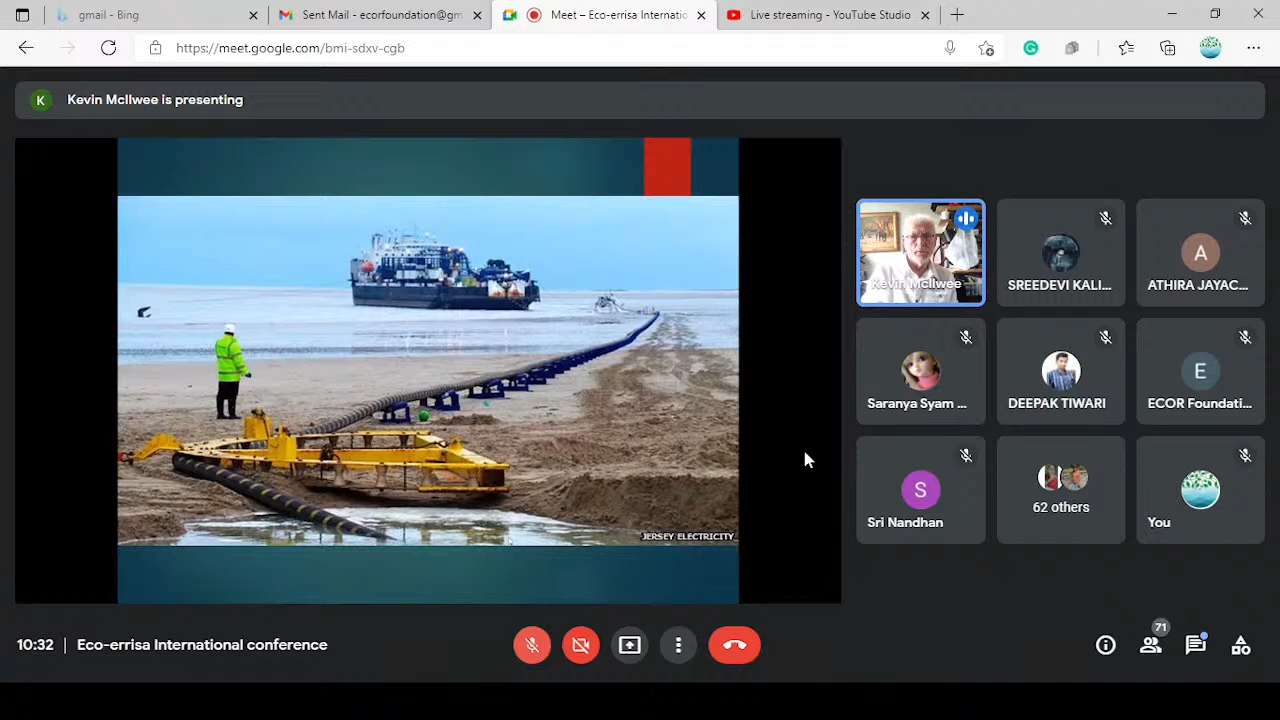 gmail - Bing
Sent Mail - ecorfoundation@gm
Meet – Eco-errisa Internatio
Live streaming - YouTube Studio
https://meet.google.com/bmi-sdxv-cgb
K
Kevin McIlwee is presenting
JERSEY ELECTRICITY
Kevin McIlwee
SREEDEVI KALI...
A
ATHIRA JAYAC...
Saranya Syam ...
DEEPAK TIWARI
E
ECOR Foundati...
S
Sri Nandhan
62 others
You
10:32
Eco-errisa International conference
71